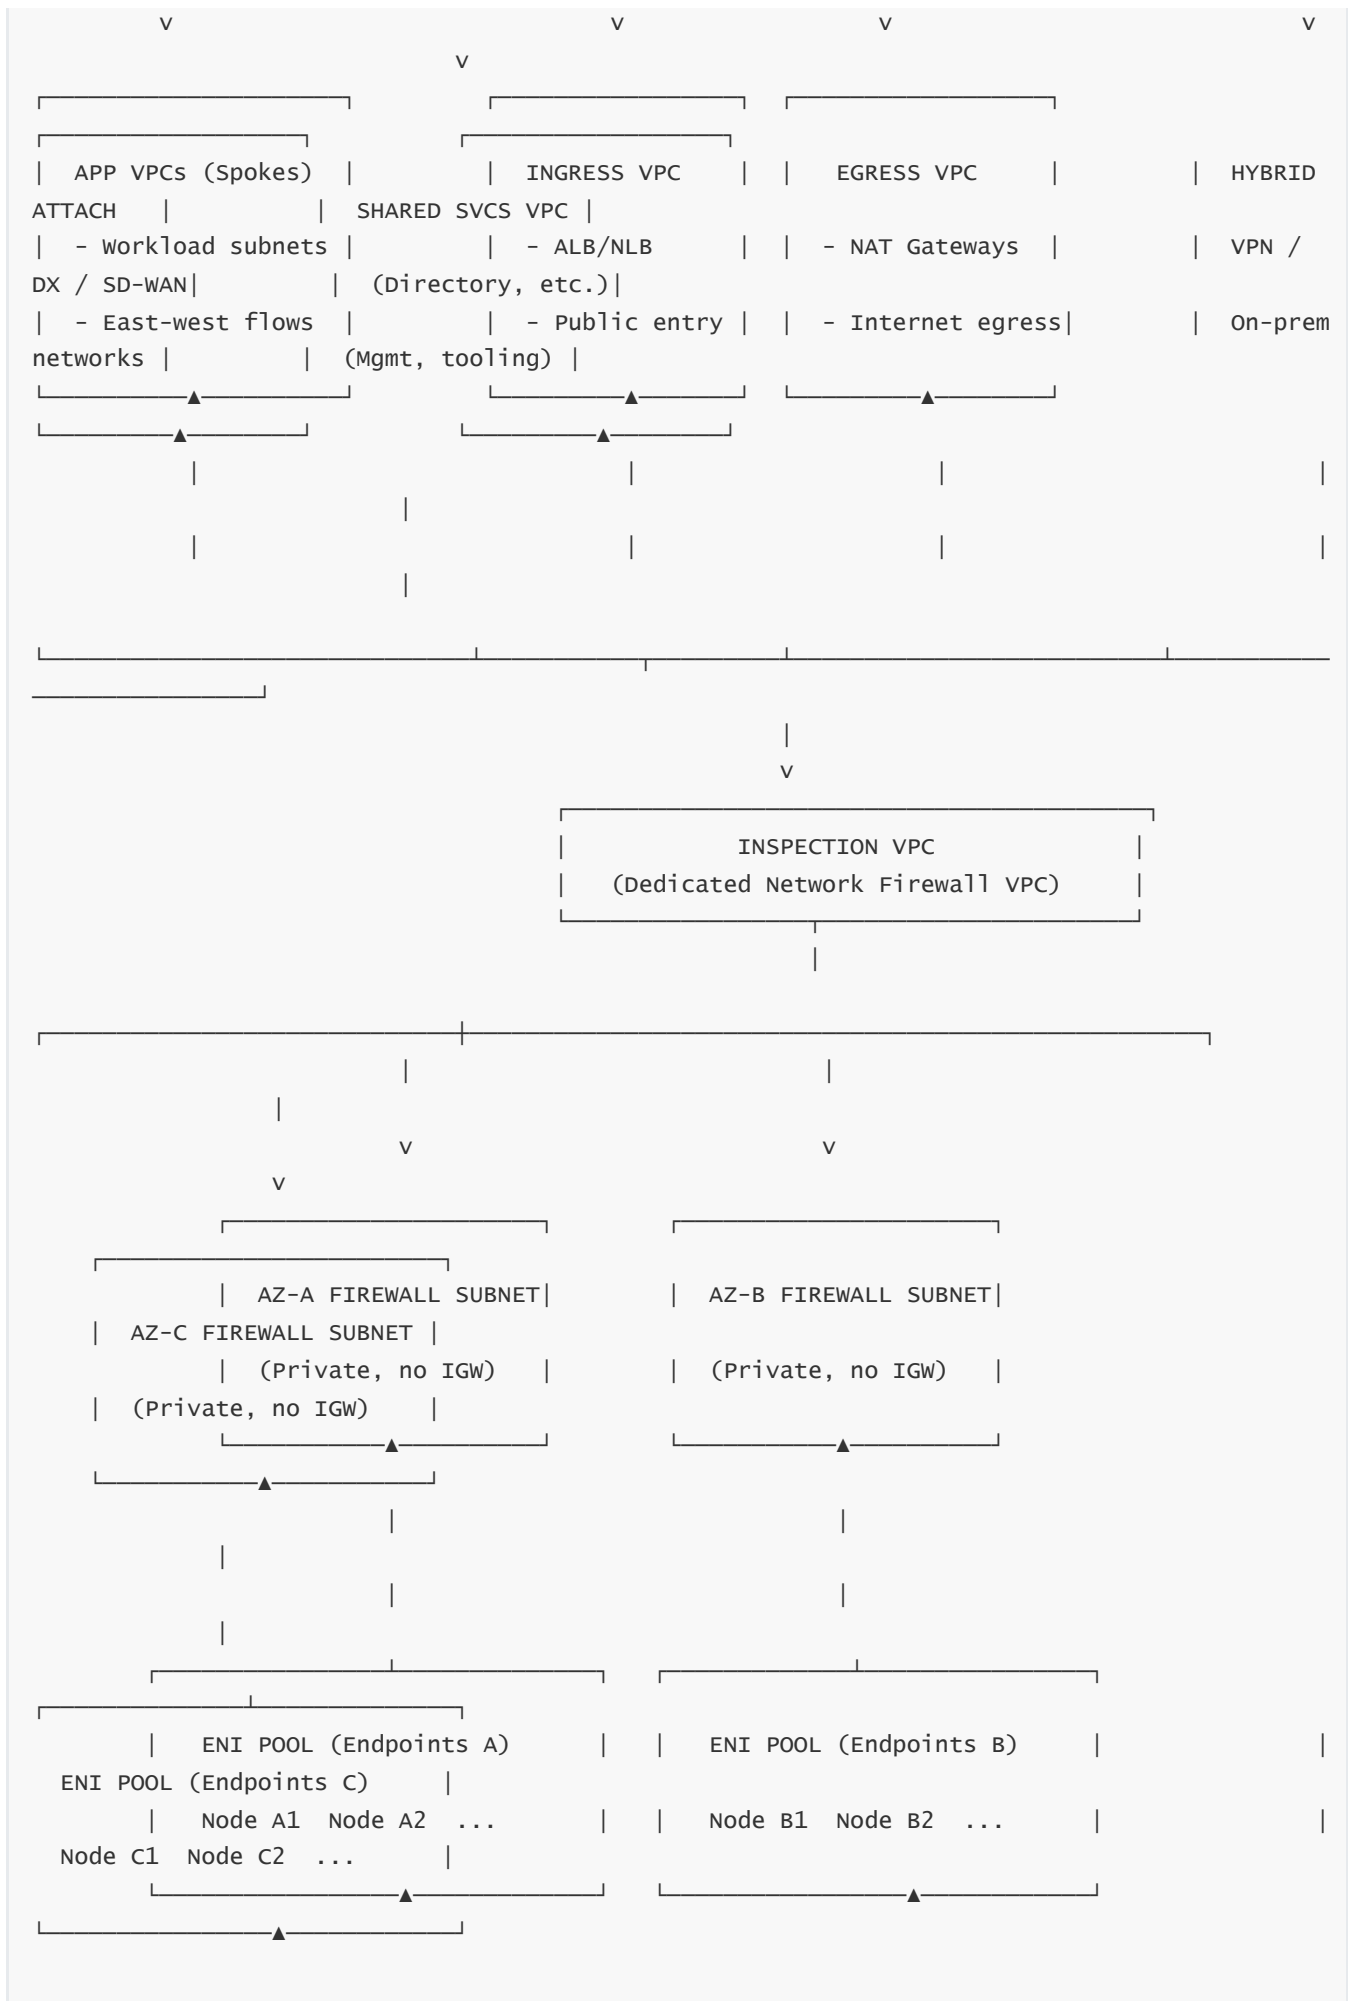 v v v v
v
| APP VPCs (Spokes) | | INGRESS VPC | | EGRESS VPC | | HYBRID
ATTACH | | SHARED SVCS VPC |
| - Workload subnets | | - ALB/NLB | | - NAT Gateways | | VPN /
DX / SD-WAN| | (Directory, etc.)|
| - East-west flows | | - Public entry | | - Internet egress| | On-prem
networks | | (Mgmt, tooling) |
v
| INSPECTION VPC |
| (Dedicated Network Firewall VPC) |
v v
v
| AZ-A FIREWALL SUBNET| | AZ-B FIREWALL SUBNET|
| AZ-C FIREWALL SUBNET |
| (Private, no IGW) | | (Private, no IGW) |
| (Private, no IGW) |
| ENI POOL (Endpoints A) | | ENI POOL (Endpoints B) | |
ENI POOL (Endpoints C) |
| Node A1 Node A2 ... | | Node B1 Node B2 ... | |
Node C1 Node C2 ... |